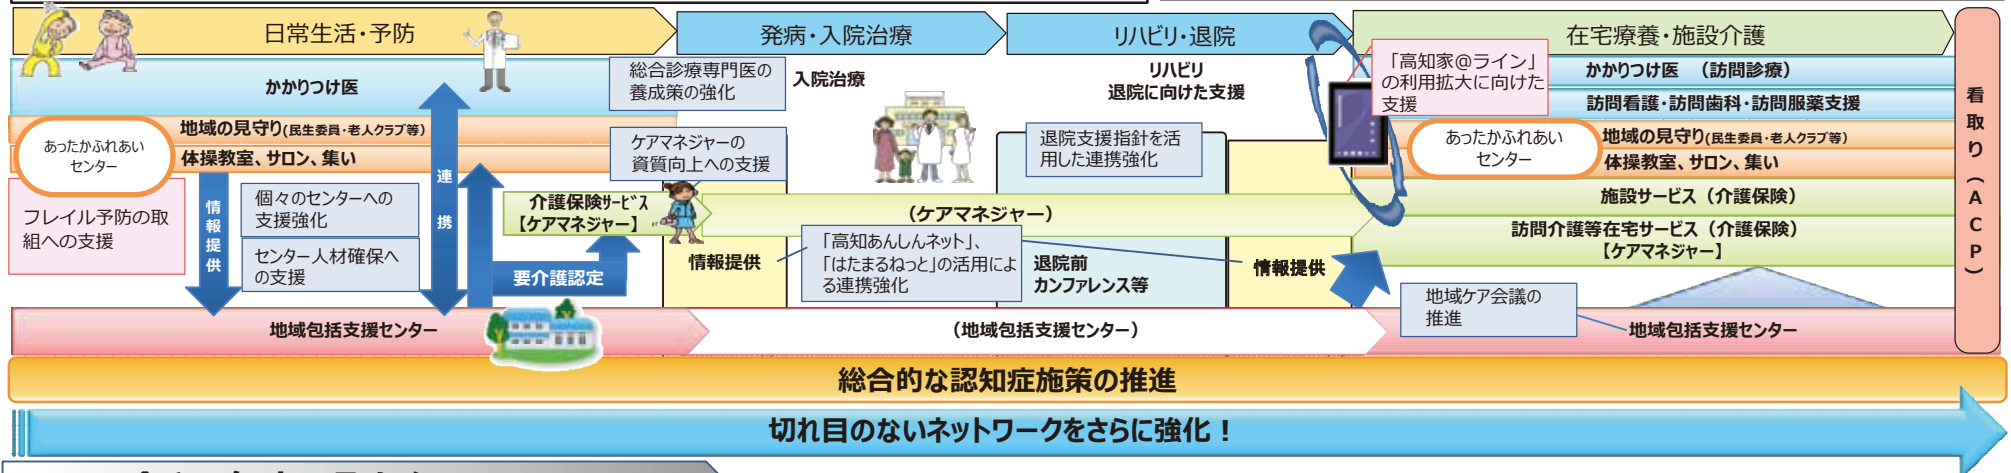 日常生活・予防
発病・入院治療
リハビリ・退院
在宅療養・施設介護
看取り（ACP）
かかりつけ医
総合診療専門医の
養成策の強化
入院治療
リハビリ
退院に向けた支援
「高知家@ライン」
の利用拡大に向けた
支援
かかりつけ医　（訪問診療）
訪問看護・訪問歯科・訪問服薬支援
地域の見守り(民生委員・老人クラブ等)
体操教室、サロン、集い
あったかふれあい
センター
ケアマネジャーの
資質向上への支援
退院支援指針を活
用した連携強化
あったかふれあい
センター
地域の見守り(民生委員・老人クラブ等)
体操教室、サロン、集い
フレイル予防の取
組への支援
情報提供
個々のセンターへの
支援強化
センター人材確保へ
の支援
連携
介護保険サービス
【ケアマネジャー】
（ケアマネジャー）
施設サービス（介護保険）
訪問介護等在宅サービス（介護保険）
【ケアマネジャー】
要介護認定
情報提供
「高知あんしんネット」、
「はたまるねっと」の活用によ
る連携強化
退院前
カンファレンス等
情報提供
地域ケア会議の
推進
地域包括支援センター
（地域包括支援センター）
地域包括支援センター
総合的な認知症施策の推進
切れ目のないネットワークをさらに強化！